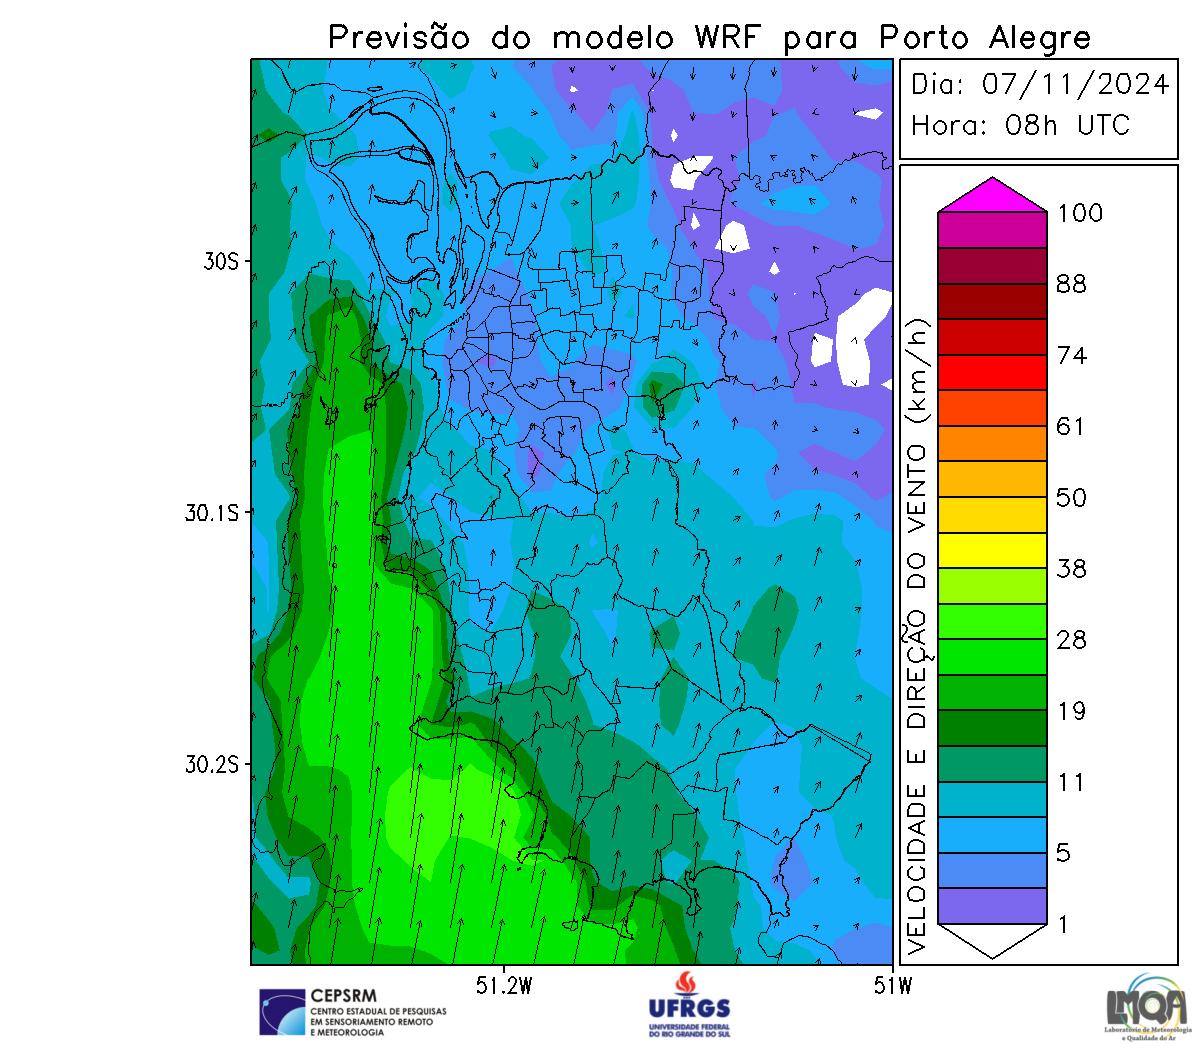 Previsão do modelo WRF para Porto Alegre
Dia: 07/11/2024
Hora: 08h UTC
30S
30.1S
30.2S
51.2W
51W
VELOCIDADE E DIREÇÃO DO VENTO (km/h)
100
88
74
61
50
38
28
19
11
5
1
CEPSRM
CENTRO ESTADUAL DE PESQUISAS
EM SENSORIAMENTO REMOTO
E METEOROLOGIA
UFRGS
UNIVERSIDADE FEDERAL
DO RIO GRANDE DO SUL
LMQA
Laboratório de Meteorologia
e Qualidade do Ar